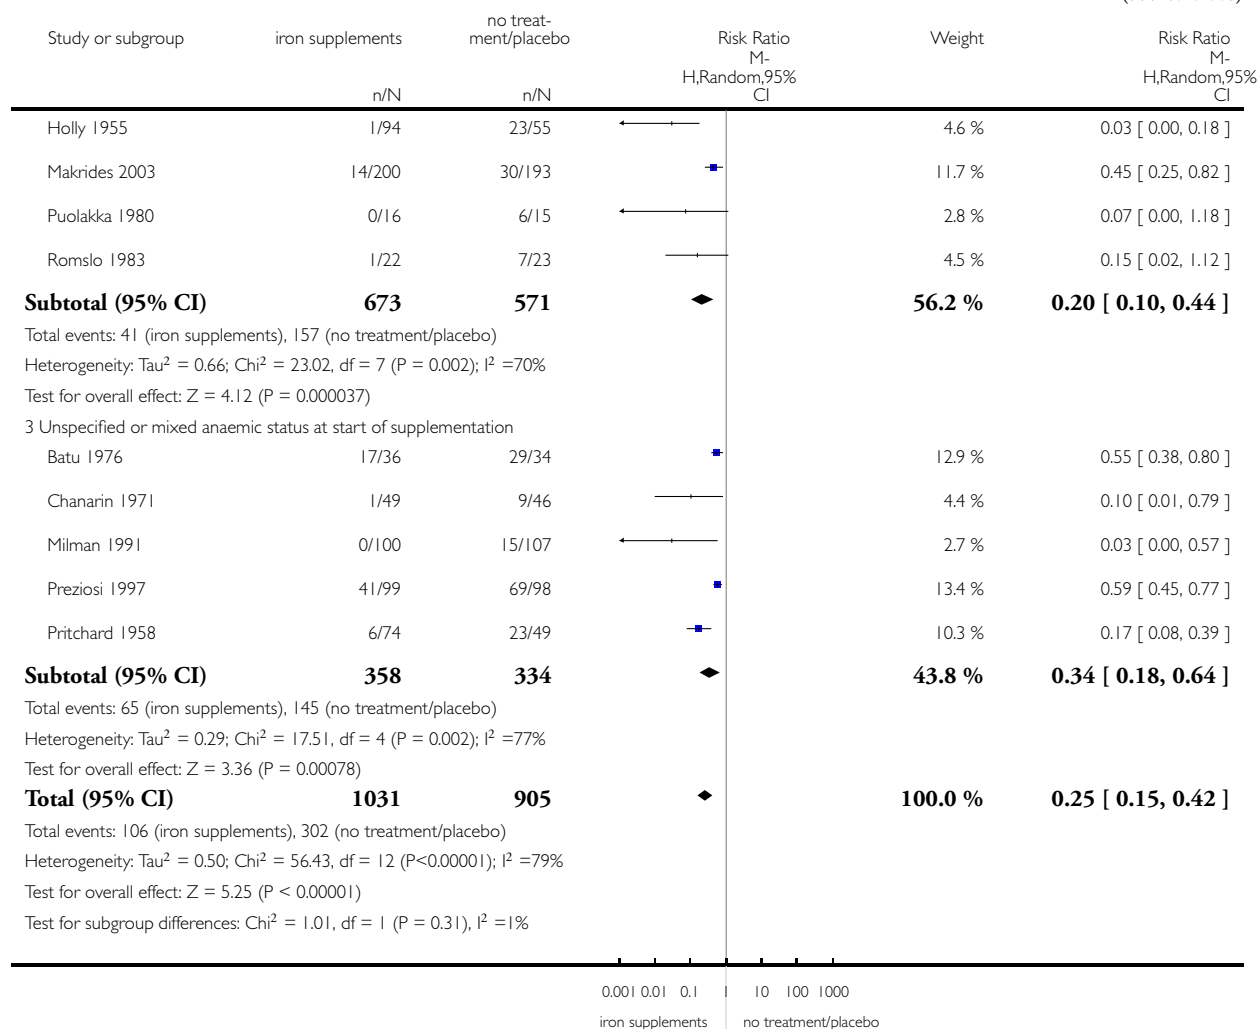 Study or subgroup iron supplements no treat-ment/placebo Risk Ratio Weight Risk Ratio
M-H,Random,95% CI M-H,Random,95% CI
n/N n/N
Holly 1955 1/94 23/55 4.6 % 0.03 [ 0.00, 0.18 ]
Makrides 2003 14/200 30/193 11.7 % 0.45 [ 0.25, 0.82 ]
Puolakka 1980 0/16 6/15 2.8 % 0.07 [ 0.00, 1.18 ]
Romslo 1983 1/22 7/23 4.5 % 0.15 [ 0.02, 1.12 ]
Subtotal (95% CI) 673 571 56.2 % 0.20 [ 0.10, 0.44 ]
Total events: 41 (iron supplements), 157 (no treatment/placebo)
Heterogeneity: Tau² = 0.66; Chi² = 23.02, df = 7 (P = 0.002); I² =70%
Test for overall effect: Z = 4.12 (P = 0.000037)
3 Unspecified or mixed anaemic status at start of supplementation
Batu 1976 17/36 29/34 12.9 % 0.55 [ 0.38, 0.80 ]
Chanarin 1971 1/49 9/46 4.4 % 0.10 [ 0.01, 0.79 ]
Milman 1991 0/100 15/107 2.7 % 0.03 [ 0.00, 0.57 ]
Preziosi 1997 41/99 69/98 13.4 % 0.59 [ 0.45, 0.77 ]
Pritchard 1958 6/74 23/49 10.3 % 0.17 [ 0.08, 0.39 ]
Subtotal (95% CI) 358 334 43.8 % 0.34 [ 0.18, 0.64 ]
Total events: 65 (iron supplements), 145 (no treatment/placebo)
Heterogeneity: Tau² = 0.29; Chi² = 17.51, df = 4 (P = 0.002); I² =77%
Test for overall effect: Z = 3.36 (P = 0.00078)
Total (95% CI) 1031 905 100.0 % 0.25 [ 0.15, 0.42 ]
Total events: 106 (iron supplements), 302 (no treatment/placebo)
Heterogeneity: Tau² = 0.50; Chi² = 56.43, df = 12 (P<0.00001); I² =79%
Test for overall effect: Z = 5.25 (P < 0.00001)
Test for subgroup differences: Chi² = 1.01, df = 1 (P = 0.31), I² =1%
0.001 0.01 0.1 1 10 100 1000
iron supplements no treatment/placebo